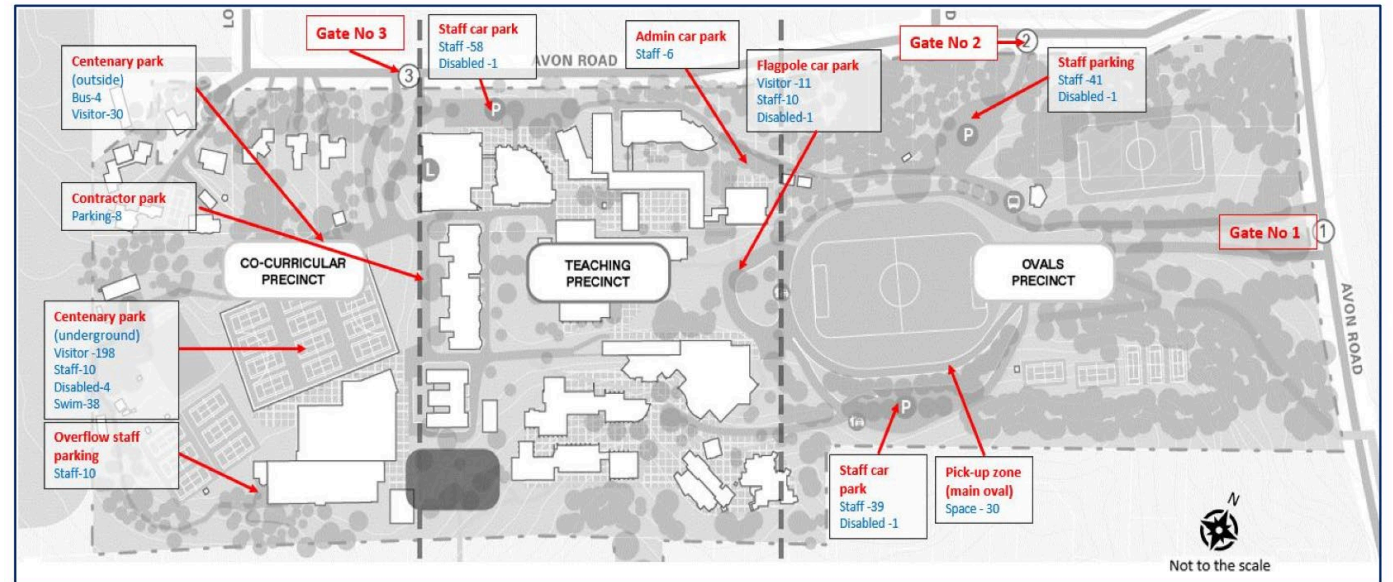 LO
D
Gate No 3
Staff car park
Staff -58
Disabled -1
AVON ROAD
Admin car park
Staff -6
Gate No 2
2
Staff parking
Staff -41
Disabled -1
Centenary park
(outside)
Bus-4
Visitor-30
3
Flagpole car park
Visitor -11
Staff-10
Disabled-1
P
P
L
Contractor park
Parking-8
Gate No 1
1
CO-CURRICULAR
PRECINCT
TEACHING
PRECINCT
OVALS
PRECINCT
AVON ROAD
Centenary park
(underground)
Visitor -198
Staff-10
Disabled-4
Swim-38
P
Overflow staff
parking
Staff-10
Staff car
park
Staff -39
Disabled -1
Pick-up zone
(main oval)
Space - 30
N
Not to the scale